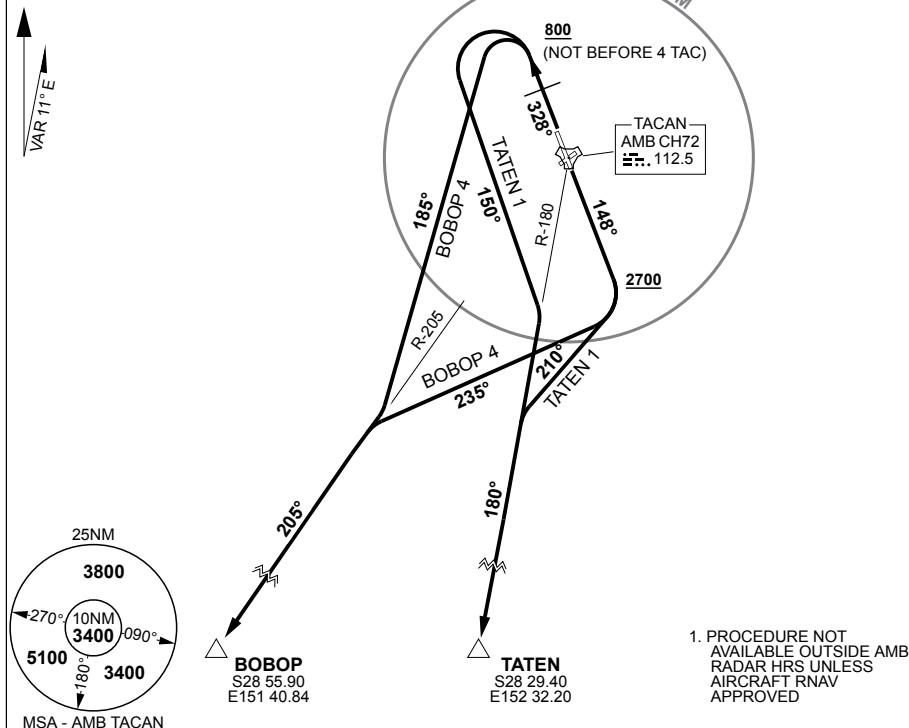 M
800
(NOT BEFORE 4 TAC)
VAR 11° E
328°
TACAN
AMB CH72
112.5
TATEN 1
150°
185°
BOBOP 4
R-180
148°
2700
R-205
BOBOP 4
235°
210°
TATEN 1
205°
180°
25NM
3800
270°
10NM
3400
090°
5100
180°
3400
MSA - AMB TACAN
BOBOP
S28 55.90
E151 40.84
TATEN
S28 29.40
E152 32.20
1. PROCEDURE NOT
AVAILABLE OUTSIDE AMB
RADAR HRS UNLESS
AIRCRAFT RNAV
APPROVED